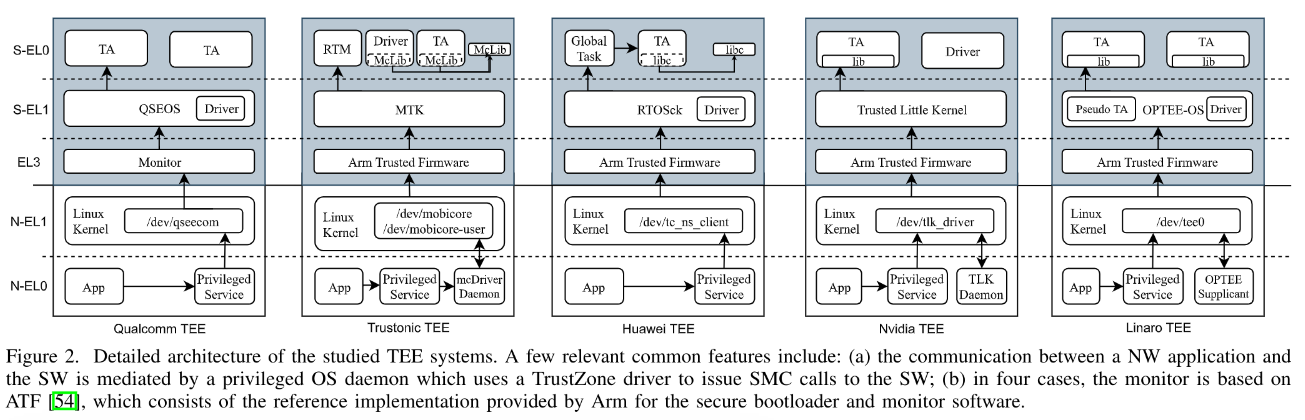 S-EL0
TA
TA
RTM
Driver
McLib
TA
McLib
McLib
Global
Task
TA
libc
libc
TA
lib
Driver
TA
lib
TA
lib
S-EL1
QSEOS
Driver
MTK
RTOSck
Driver
Trusted Little Kernel
Pseudo TA
OPTEE-OS
Driver
EL3
Monitor
Arm Trusted Firmware
Arm Trusted Firmware
Arm Trusted Firmware
Arm Trusted Firmware
N-EL1
Linux
Kernel
/dev/qseecom
Linux
Kernel
/dev/mobicore
/dev/mobicore-user
Linux
Kernel
/dev/tc_ns_client
Linux
Kernel
/dev/tlk_driver
Linux
Kernel
/dev/tee0
N-EL0
App
Privileged
Service
App
Privileged
Service
mcDriver
Daemon
App
Privileged
Service
App
Privileged
Service
TLK
Daemon
App
Privileged
Service
OPTEE
Supplicant
Qualcomm TEE
Trustonic TEE
Huawei TEE
Nvidia TEE
Linaro TEE
Figure 2. Detailed architecture of the studied TEE systems. A few relevant common features include: (a) the communication between a NW application and
the SW is mediated by a privileged OS daemon which uses a TrustZone driver to issue SMC calls to the SW; (b) in four cases, the monitor is based on
ATF [54], which consists of the reference implementation provided by Arm for the secure bootloader and monitor software.